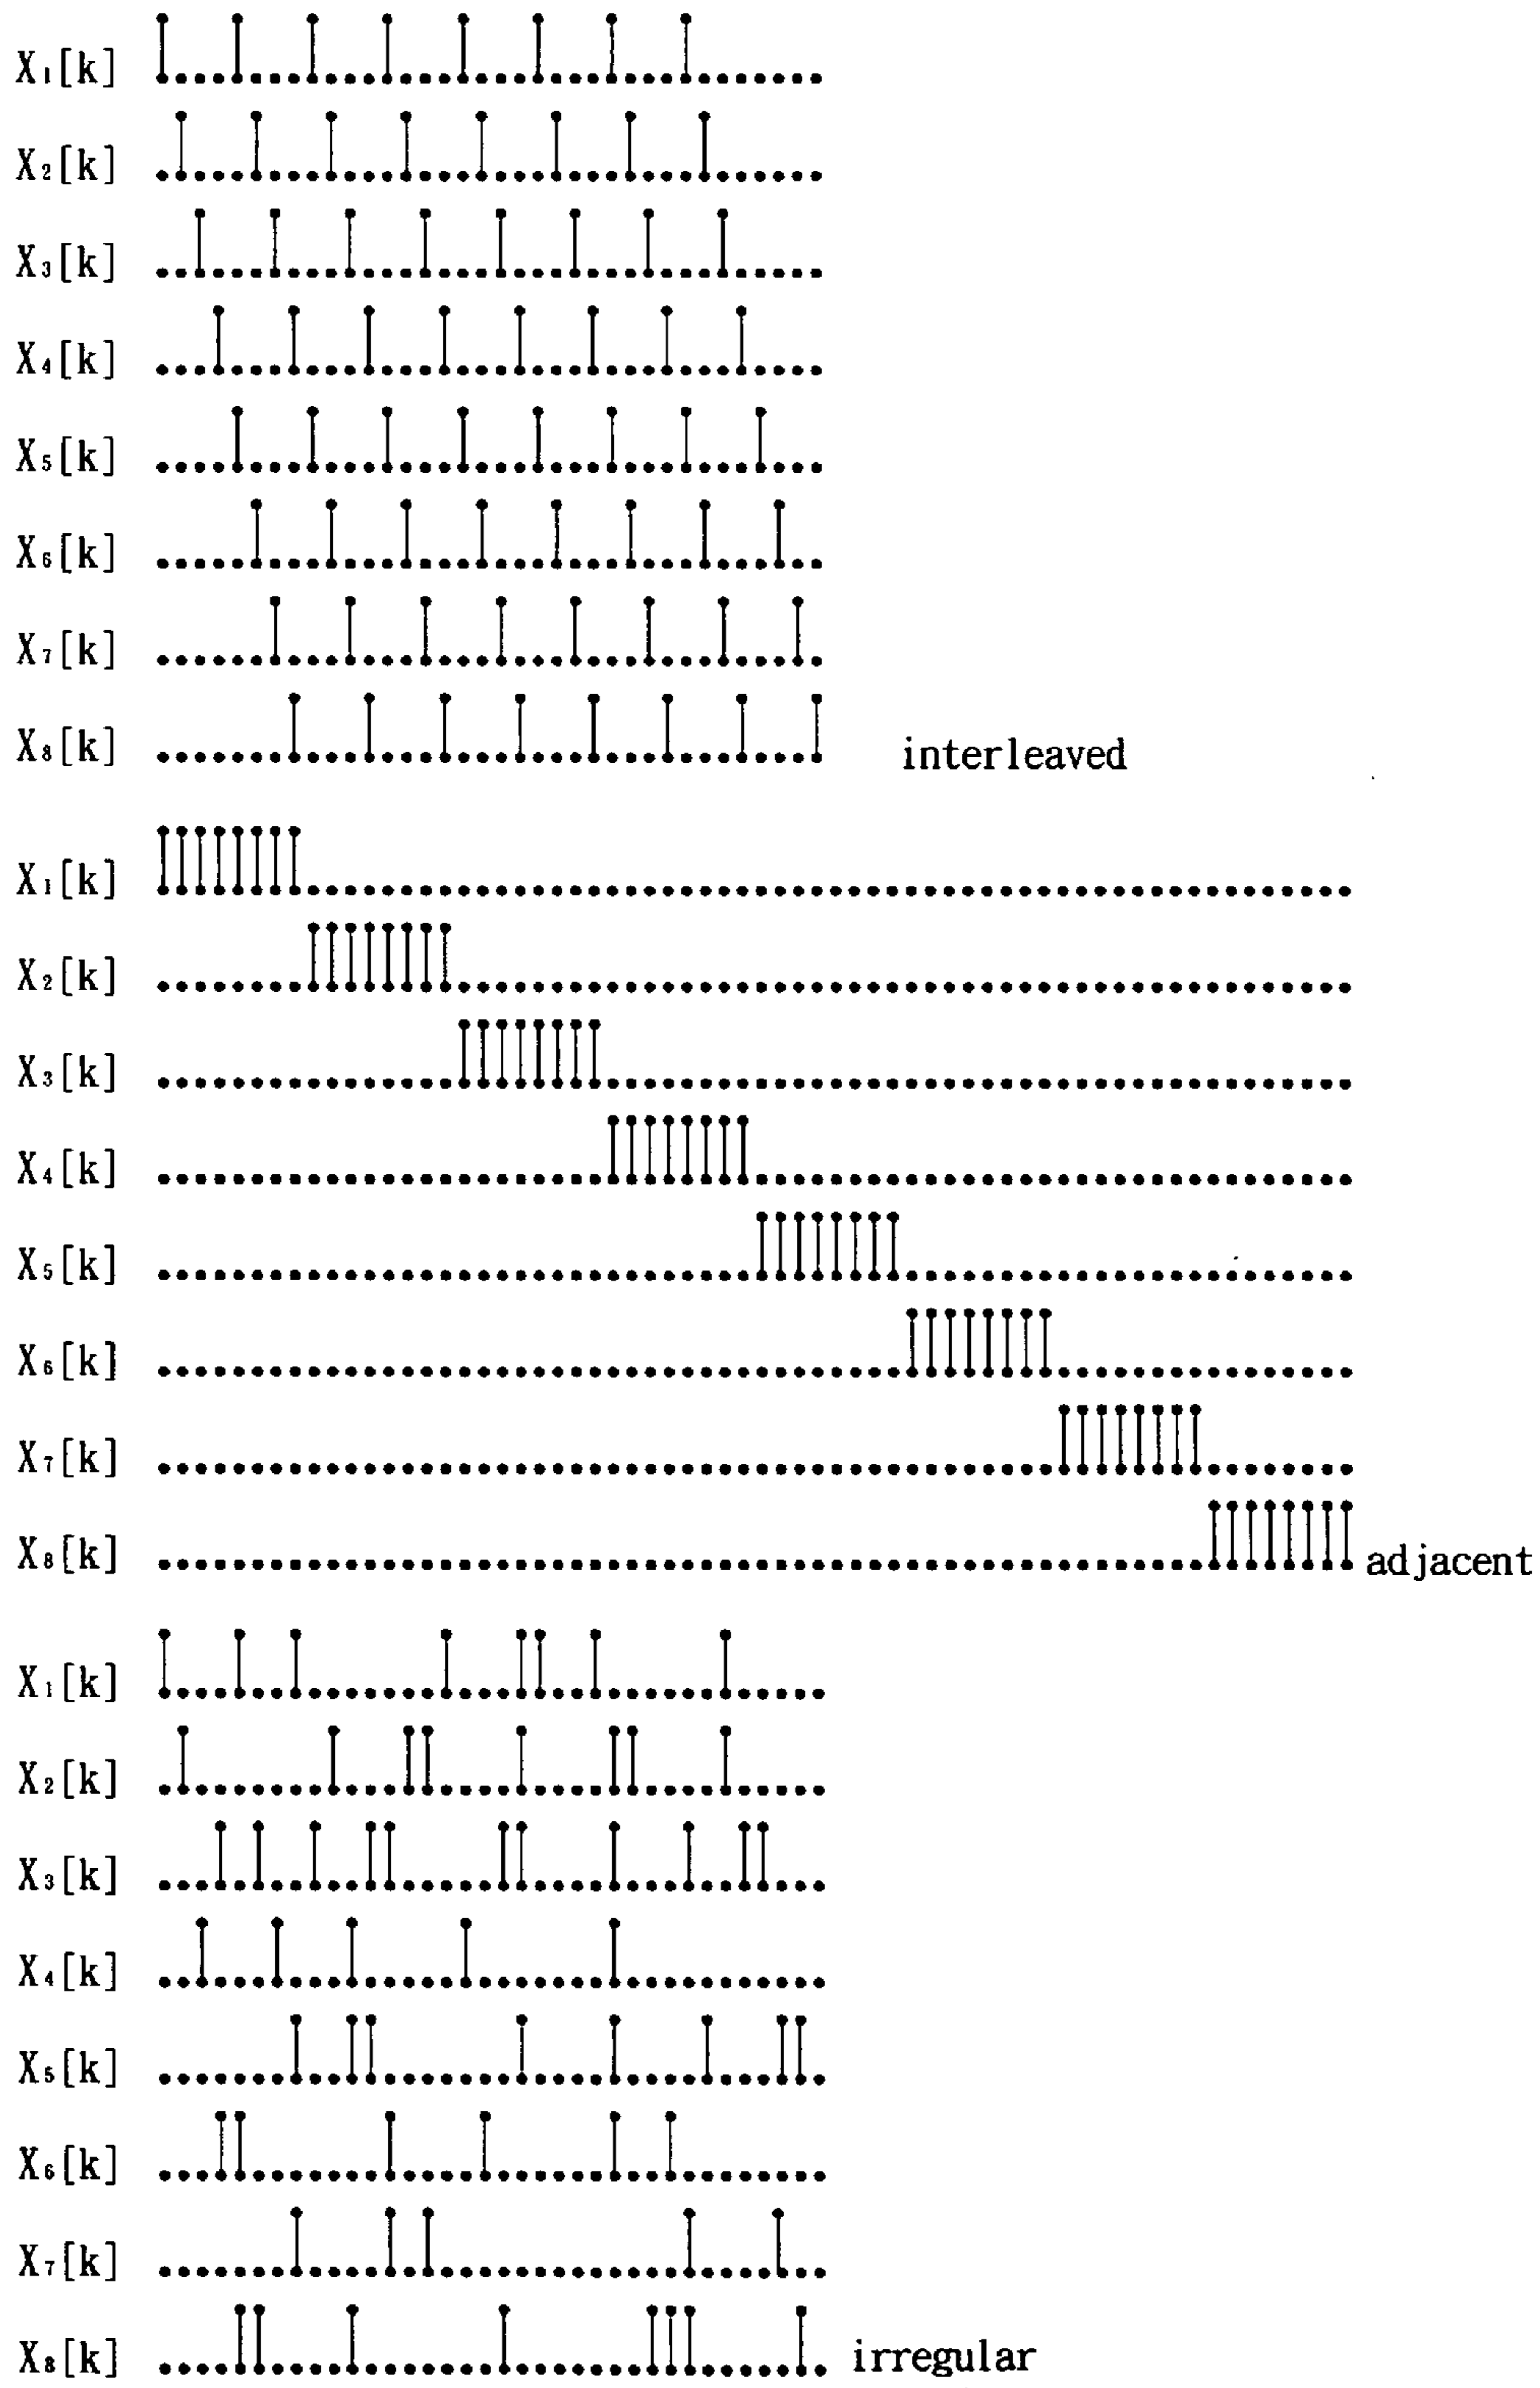 X₁[k]
X₂[k]
X₃[k]
X₄[k]
X₅[k]
X₆[k]
X₇[k]
X₈[k] interleaved
X₁[k]
X₂[k]
X₃[k]
X₄[k]
X₅[k]
X₆[k]
X₇[k]
X₈[k] adjacent
X₁[k]
X₂[k]
X₃[k]
X₄[k]
X₅[k]
X₆[k]
X₇[k]
X₈[k] irregular